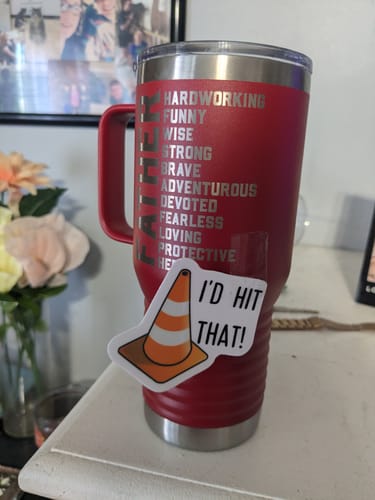 FATHER
HARDWORKING
FUNNY
WISE
STRONG
BRAVE
ADVENTUROUS
DEVOTED
FEARLESS
LOVING
PROTECTIVE
I'D HIT
THAT!